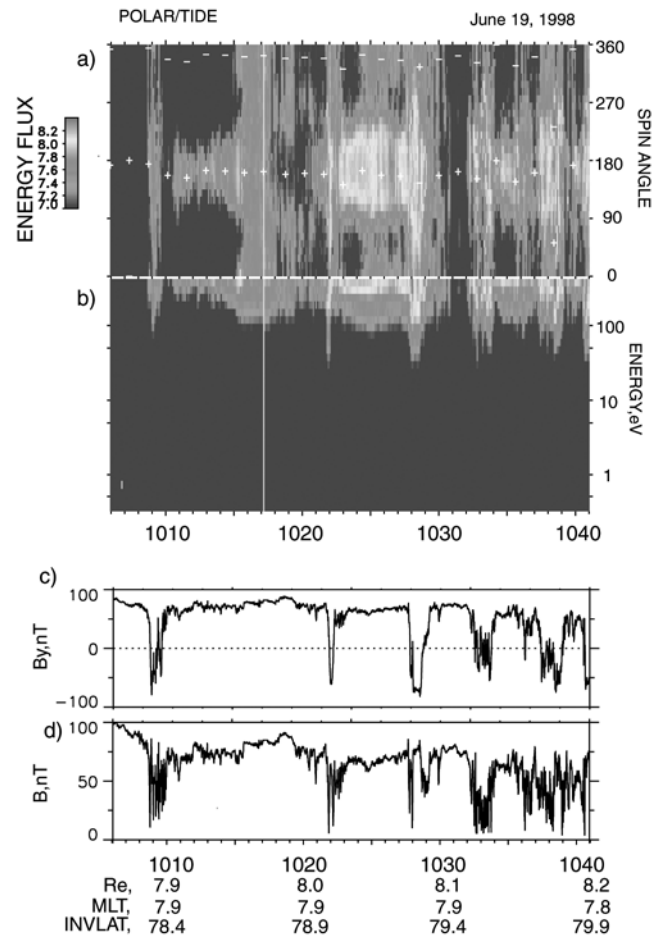 POLAR/TIDE June 19, 1998
a)
360
270
180
90
0
SPIN ANGLE
ENERGY FLUX
8.2
8.0
7.8
7.6
7.4
7.2
7.0
b)
100
10
1
ENERGY,eV
1010 1020 1030 1040
c)
100
0
−100
By,nT
d)
100
50
0
B,nT
1010 1020 1030 1040
Re, 7.9 8.0 8.1 8.2
MLT, 7.9 7.9 7.9 7.8
INVLAT, 78.4 78.9 79.4 79.9